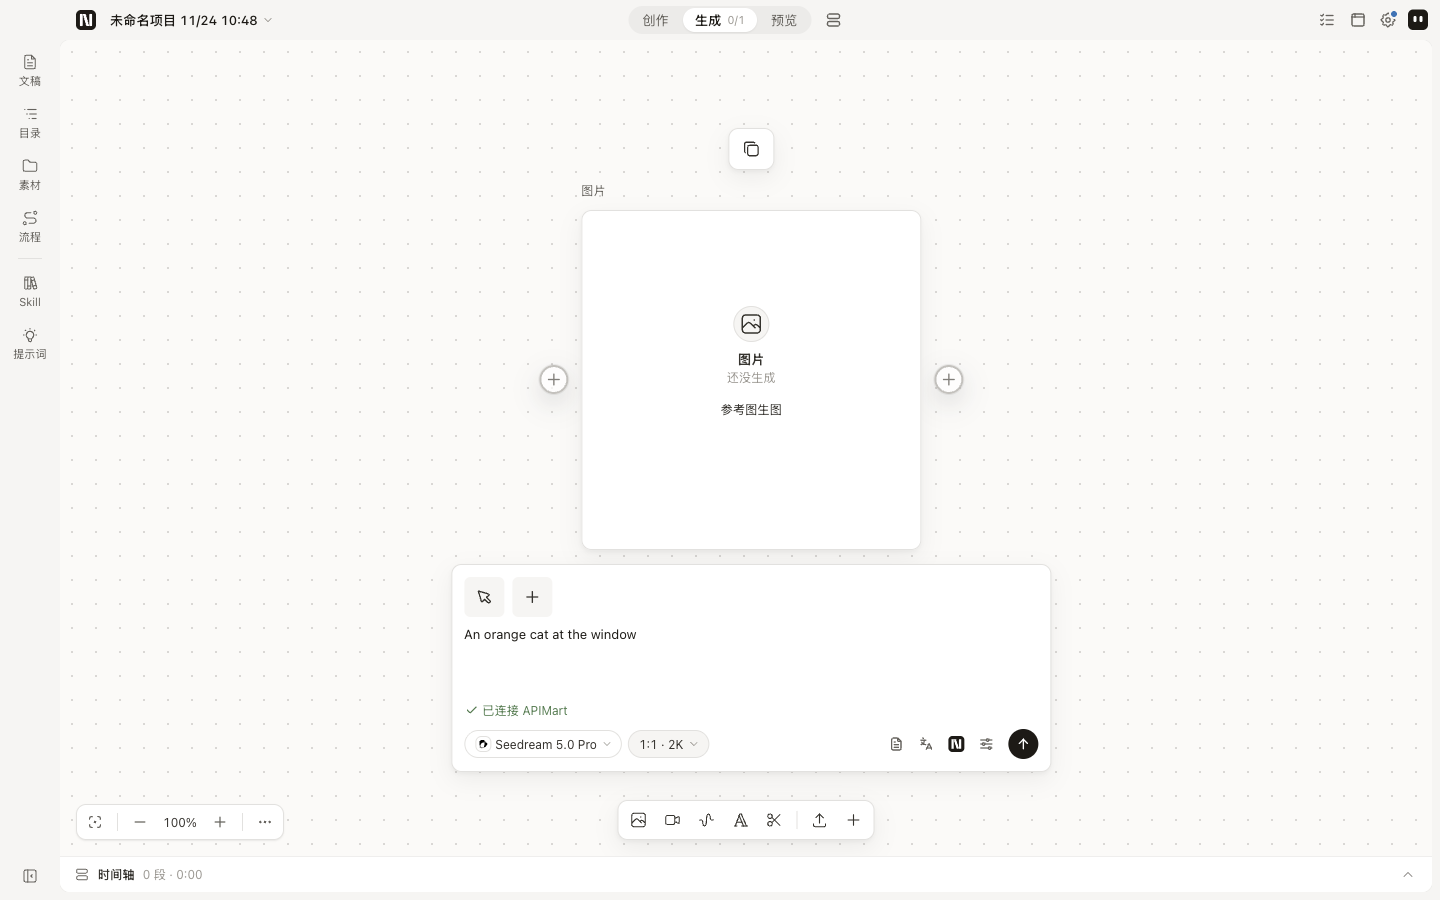 未命名项目 11/24 10:48
创作
生成 0/1
预览
文稿
目录
素材
流程
Skill
提示词
图片
图片
还没生成
参考图生图
An orange cat at the window
已连接 APIMart
Seedream 5.0 Pro
1:1 · 2K
100%
时间轴 0 段 · 0:00